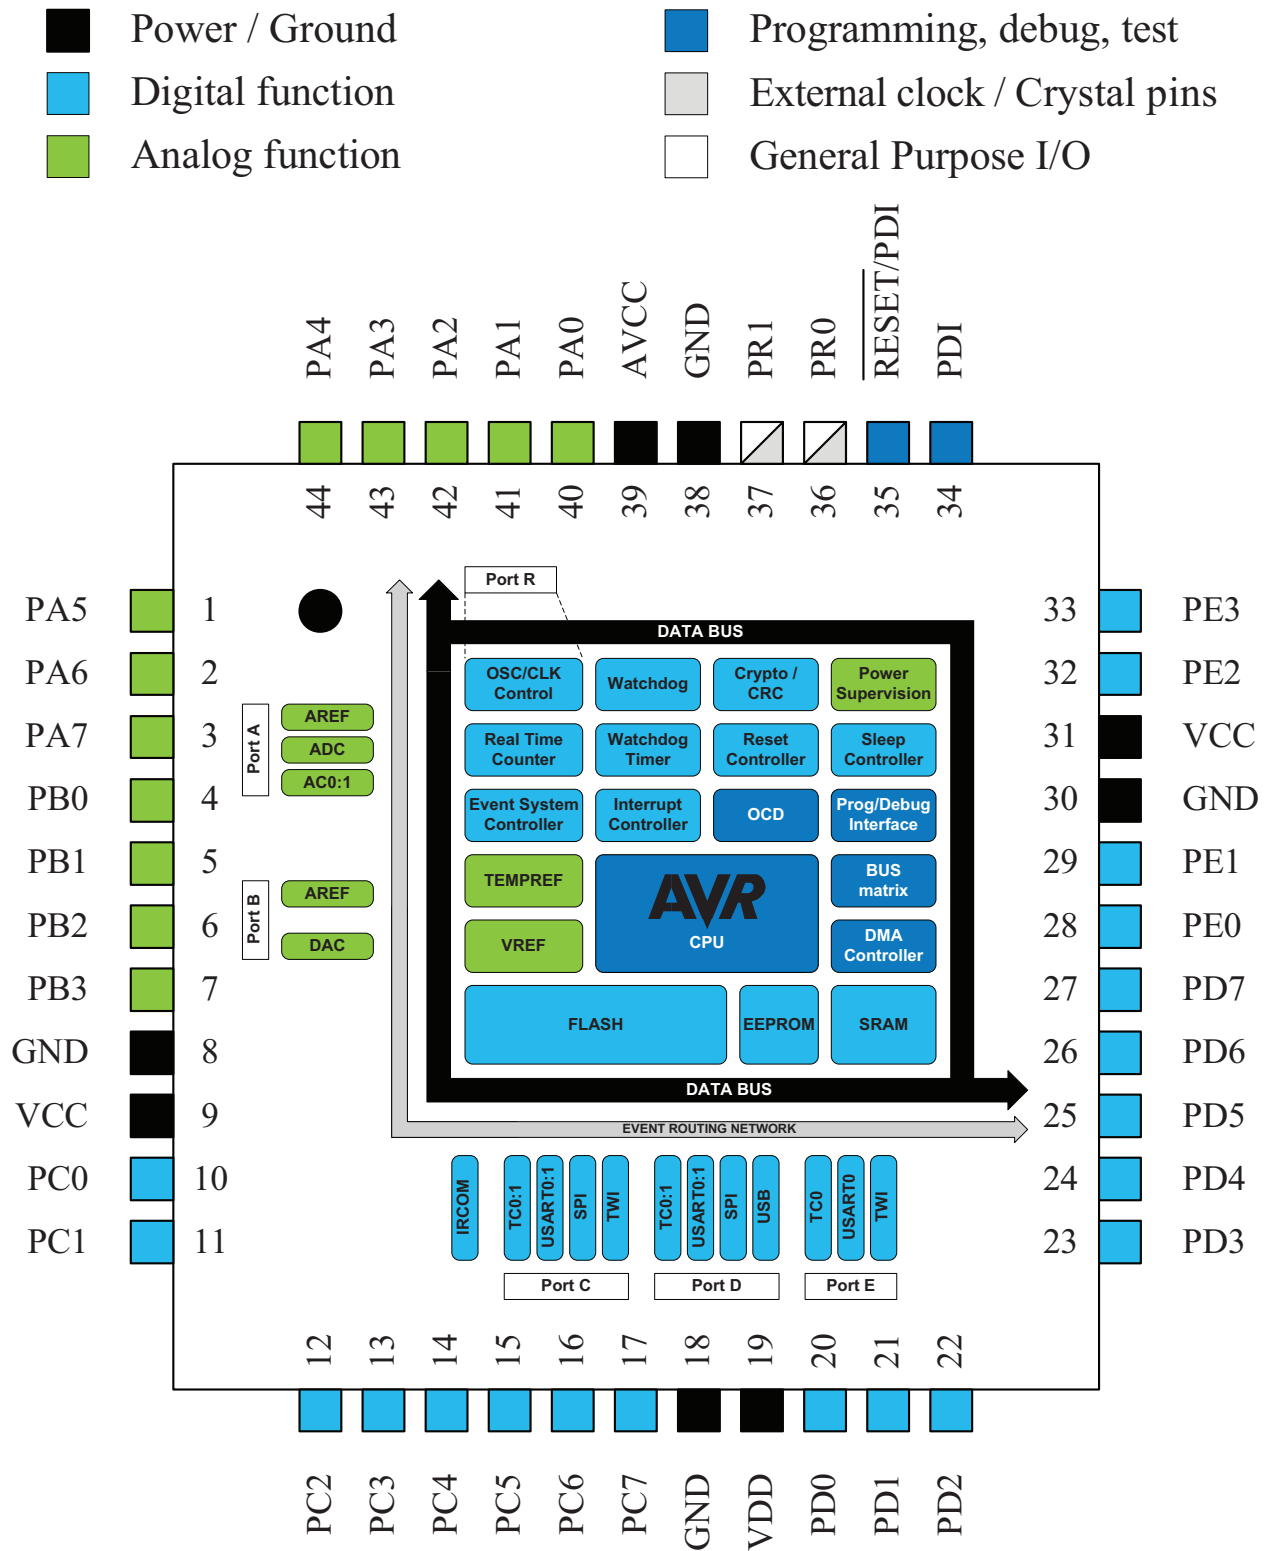 Power / Ground
Programming, debug, test
Digital function
External clock / Crystal pins
Analog function
General Purpose I/O
PA4
PA3
PA2
PA1
PA0
AVCC
GND
PR1
PR0
RESET/PDI
PDI
44
43
42
41
40
39
38
37
36
35
34
PA5 1
PA6 2
PA7 3
PB0 4
PB1 5
PB2 6
PB3 7
GND 8
VCC 9
PC0 10
PC1 11
33 PE3
32 PE2
31 VCC
30 GND
29 PE1
28 PE0
27 PD7
26 PD6
25 PD5
24 PD4
23 PD3
Port R
DATA BUS
OSC/CLK
Control
Watchdog
Crypto /
CRC
Power
Supervision
Real Time
Counter
Watchdog
Timer
Reset
Controller
Sleep
Controller
Event System
Controller
Interrupt
Controller
OCD
Prog/Debug
Interface
TEMPREF
AVR
CPU
BUS
matrix
VREF
DMA
Controller
FLASH
EEPROM
SRAM
DATA BUS
EVENT ROUTING NETWORK
Port A
AREF
ADC
AC0:1
Port B
AREF
DAC
IRCOM
TC0:1
USART0:1
SPI
TWI
TC0:1
USART0:1
SPI
USB
TC0
USART0
TWI
Port C
Port D
Port E
12
13
14
15
16
17
18
19
20
21
22
PC2
PC3
PC4
PC5
PC6
PC7
GND
VDD
PD0
PD1
PD2